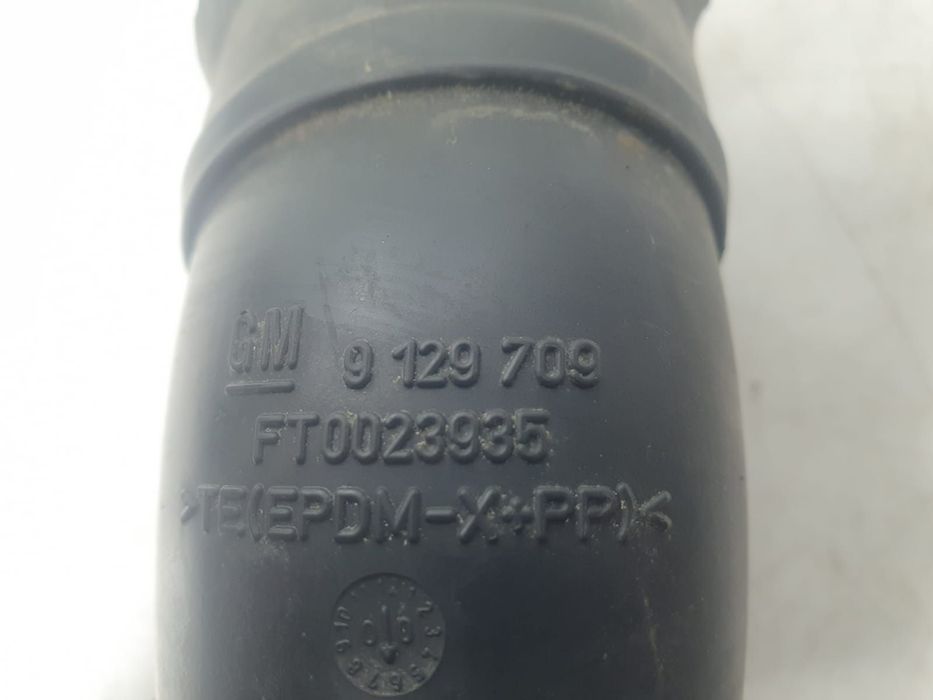 GM 9 129 709
FT0023935
>TE(EPDM-X+PP)<